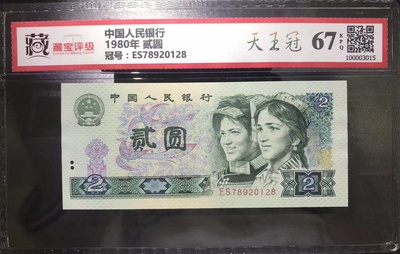 藏
藏宝评级
中国人民银行
1980年 贰圆
冠号：ES78920128
天王冠
67
EPQ
100003015
中国人民银行
2
贰圆
2
2
ES78920128